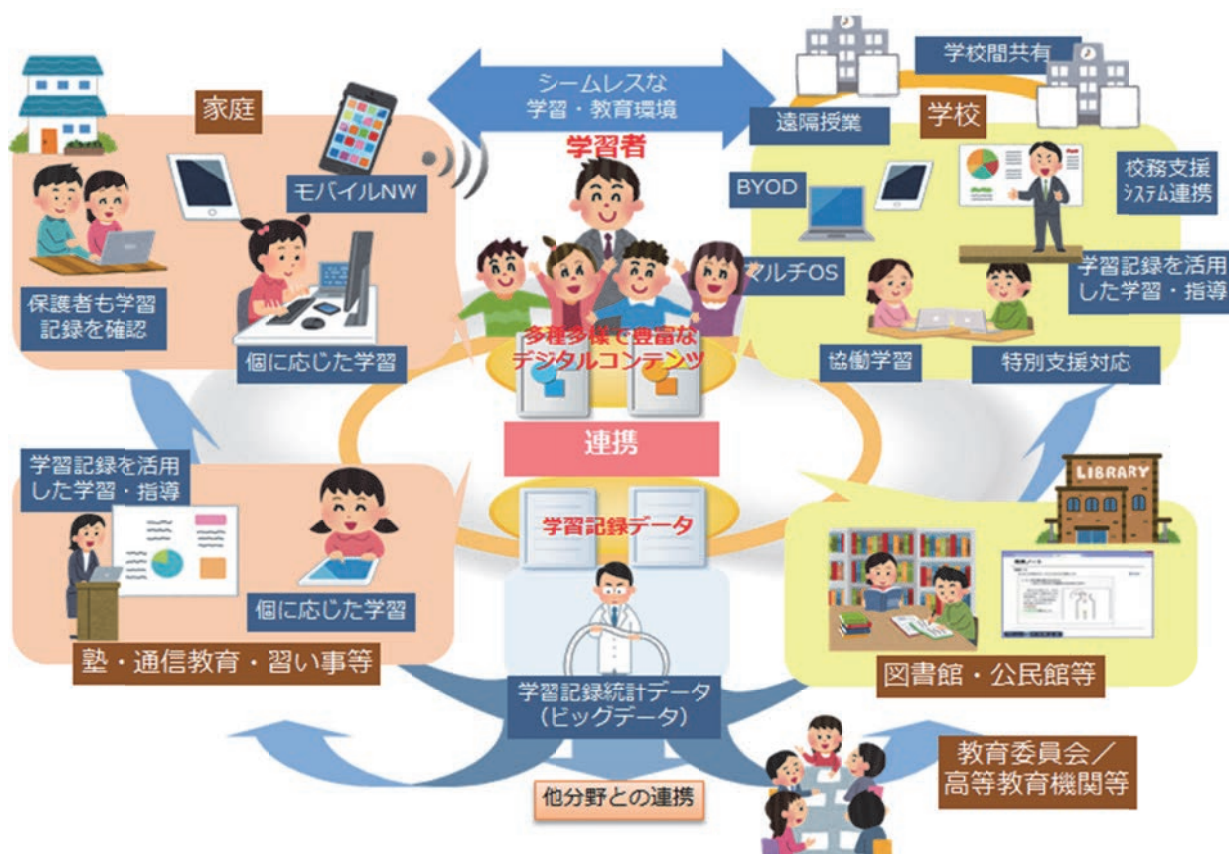 シームレスな
学習・教育環境
学校間共有
家庭
遠隔授業
学校
学習者
モバイルNW
BYOD
校務支援
システム連携
マルチOS
保護者も学習
記録を確認
個に応じた学習
学習記録を活用
した学習・指導
協働学習
特別支援対応
多種多様で豊富な
デジタルコンテンツ
連携
学習記録を活用
した学習・指導
LIBRARY
学習記録データ
個に応じた学習
塾・通信教育・習い事等
図書館・公民館等
学習記録統計データ
（ビッグデータ）
教育委員会／
高等教育機関等
他分野との連携